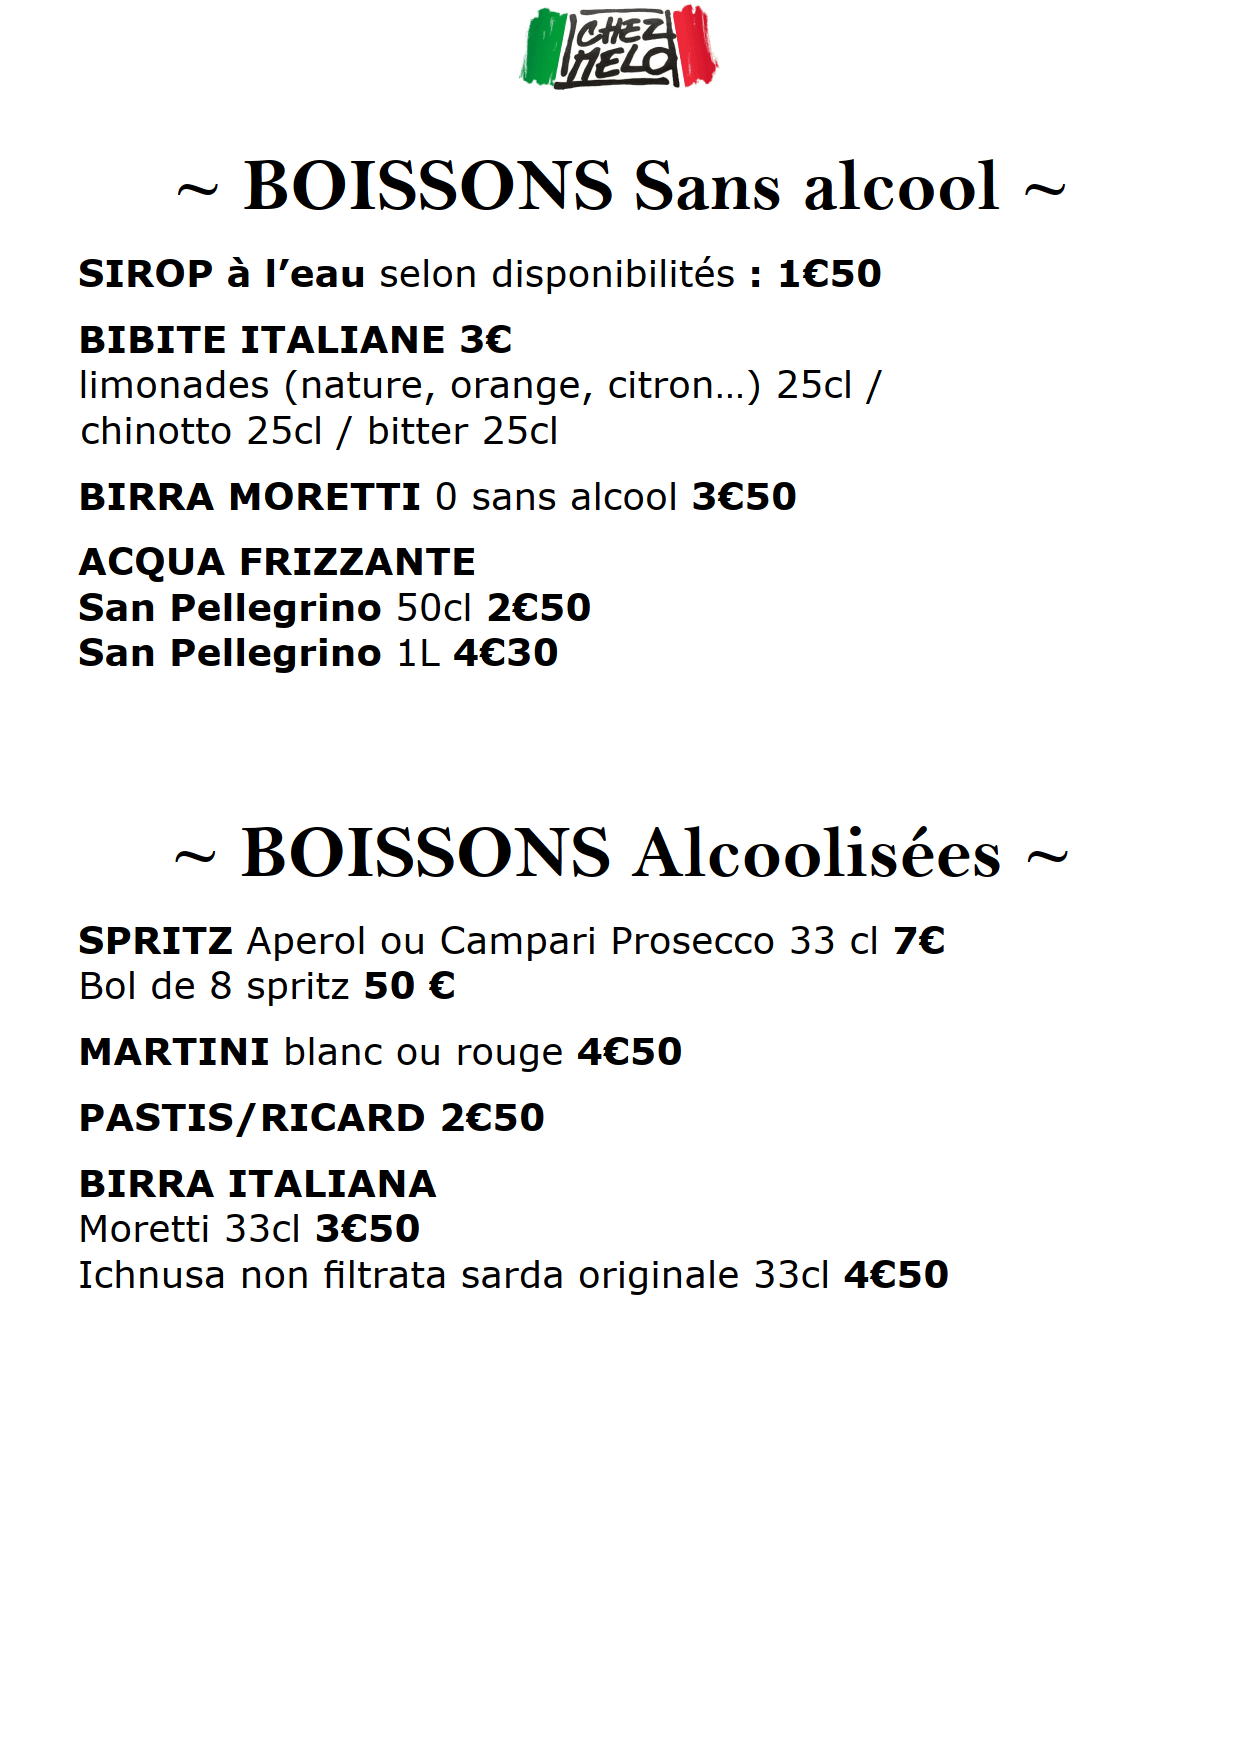 CHEZ
MELO
~ BOISSONS Sans alcool ~
SIROP à l’eau selon disponibilités : 1€50
BIBITE ITALIANE 3€
limonades (nature, orange, citron…) 25cl /
chinotto 25cl / bitter 25cl
BIRRA MORETTI 0 sans alcool 3€50
ACQUA FRIZZANTE
San Pellegrino 50cl 2€50
San Pellegrino 1L 4€30
~ BOISSONS Alcoolisées ~
SPRITZ Aperol ou Campari Prosecco 33 cl 7€
Bol de 8 spritz 50 €
MARTINI blanc ou rouge 4€50
PASTIS/RICARD 2€50
BIRRA ITALIANA
Moretti 33cl 3€50
Ichnusa non filtrata sarda originale 33cl 4€50